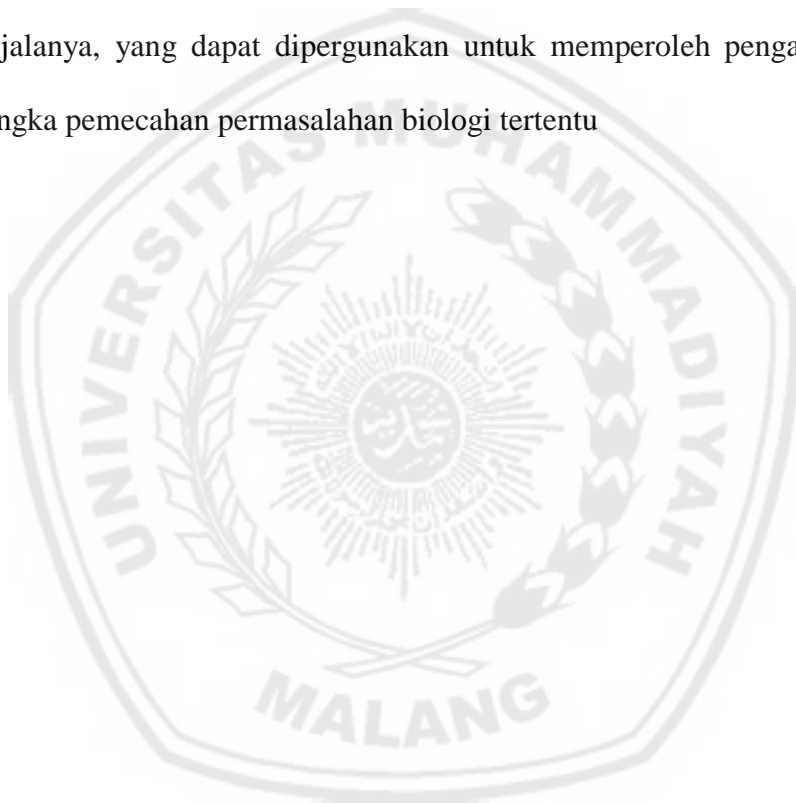 jalanya, yang dapat dipergunakan untuk memperoleh penga
ngka pemecahan permasalahan biologi tertentu
UNIVERSITAS MUHAMMADIYAH
MALANG